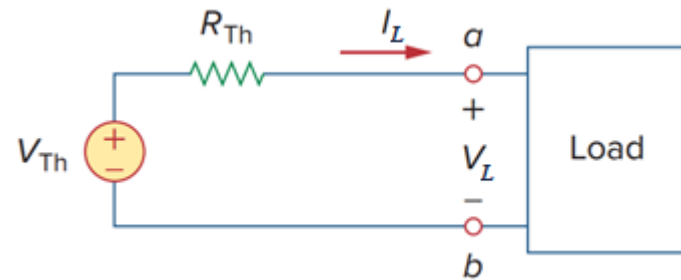 R_Th I_L a
+
V_Th + − V_L Load
−
b